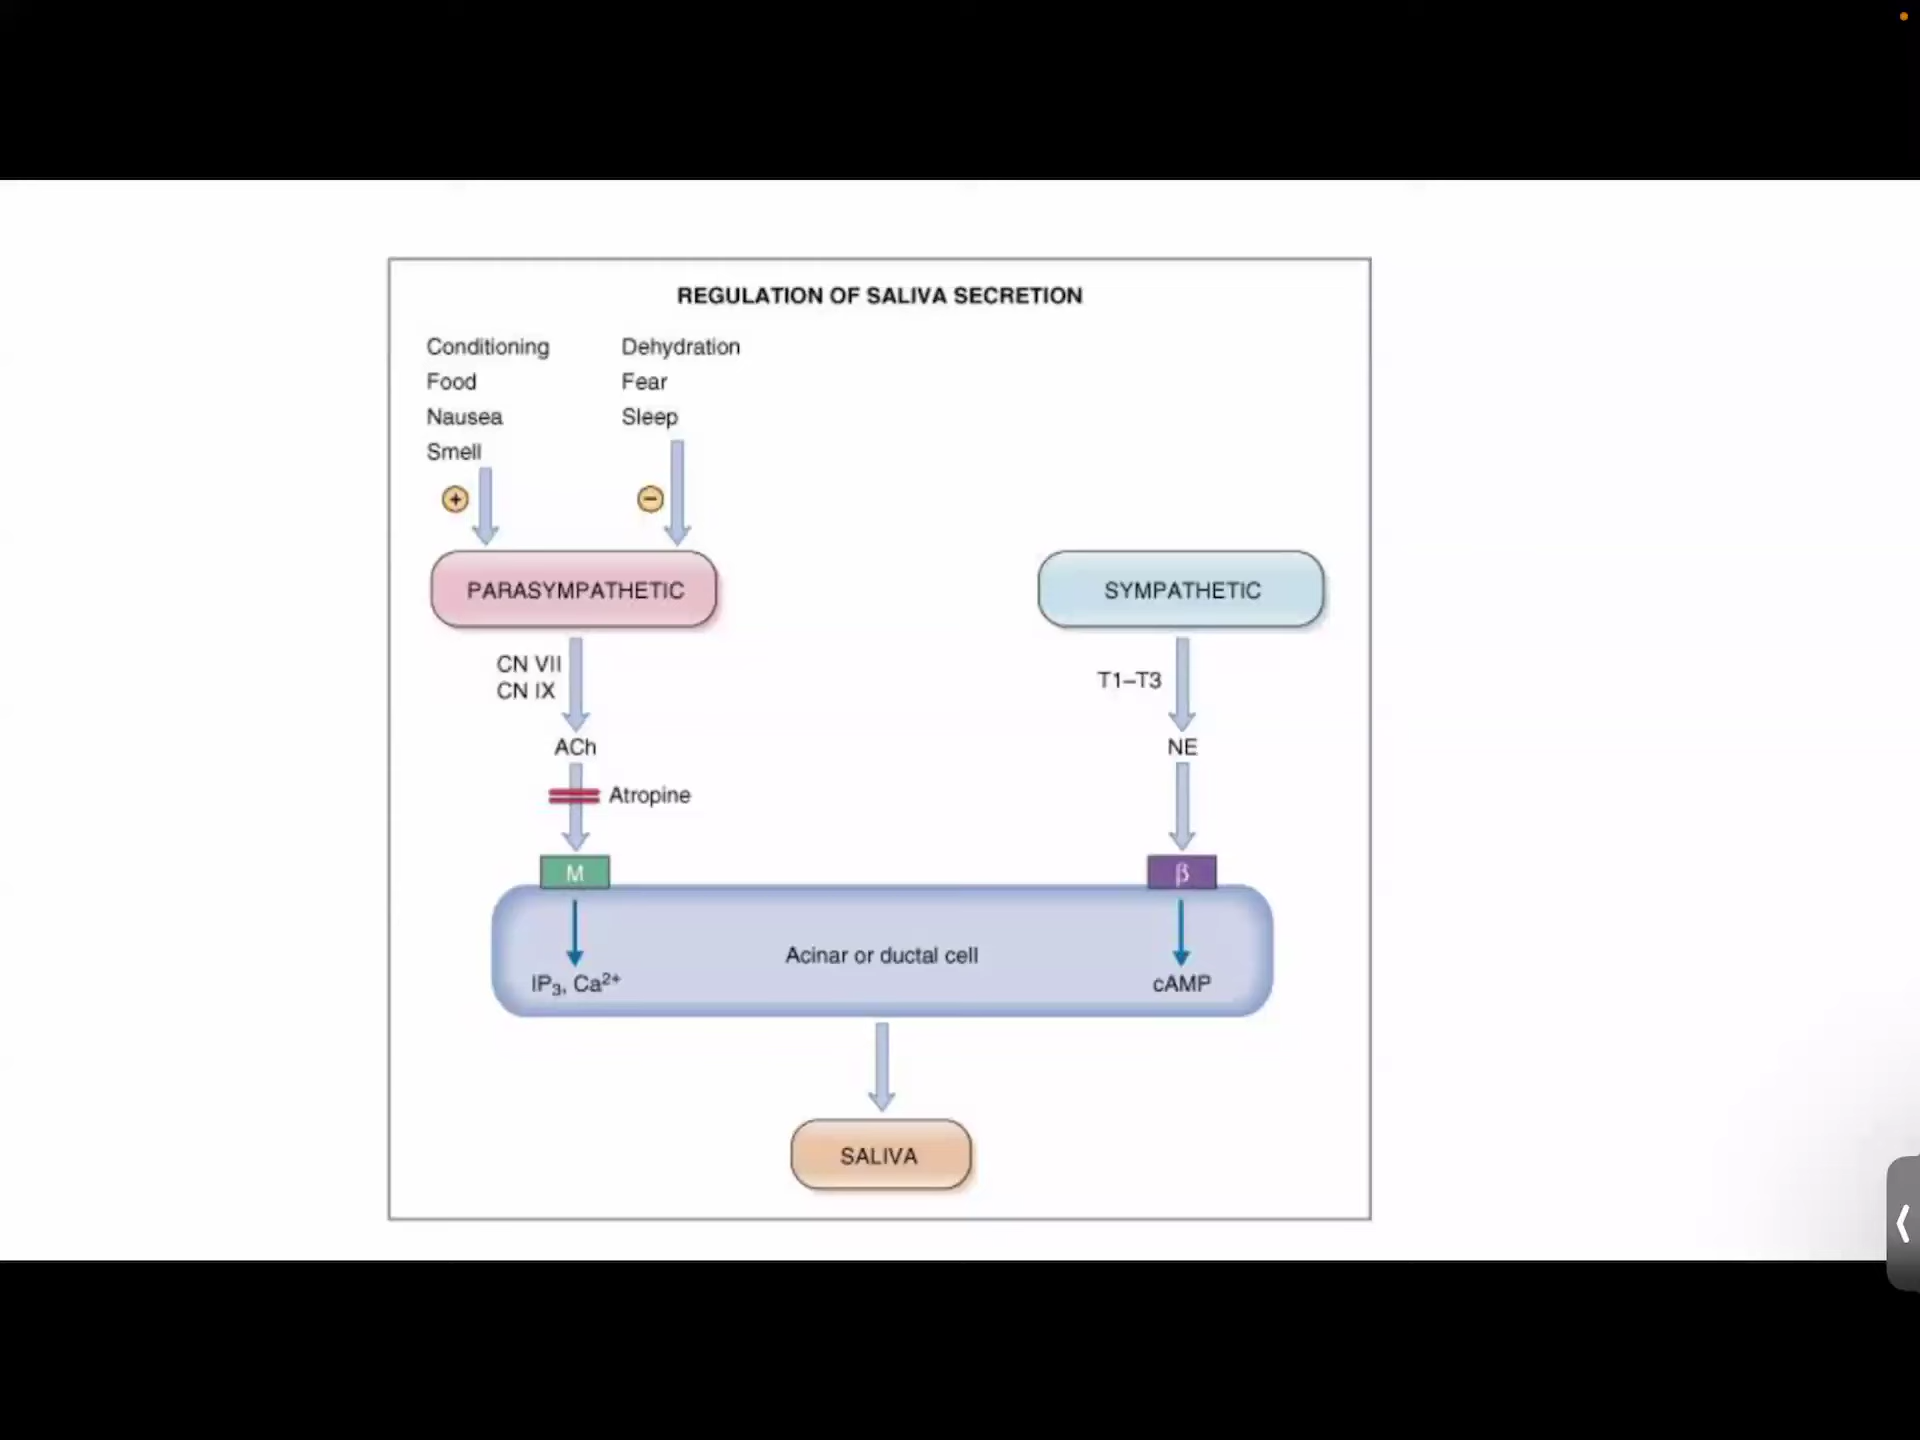 REGULATION OF SALIVA SECRETION
Conditioning
Food
Nausea
Smell
Dehydration
Fear
Sleep
+
−
PARASYMPATHETIC
SYMPATHETIC
CN VII
CN IX
T1–T3
ACh
NE
Atropine
M
β
Acinar or ductal cell
IP₃, Ca²⁺
cAMP
SALIVA